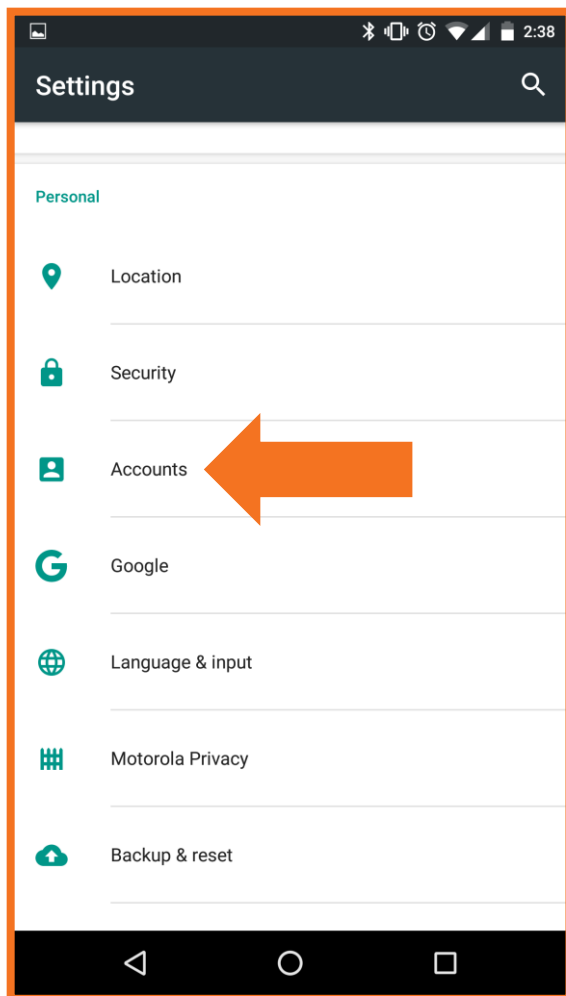 2:38
Settings
Personal
Location
Security
Accounts
Google
Language & input
Motorola Privacy
Backup & reset